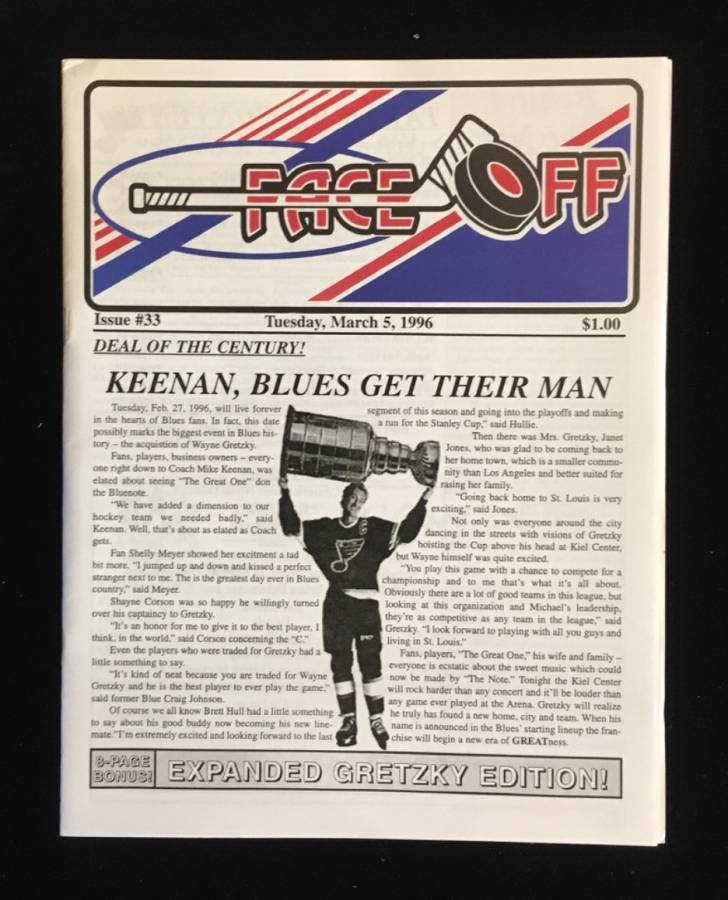 FACE OFF
Issue #33 Tuesday, March 5, 1996 $1.00
DEAL OF THE CENTURY!
KEENAN, BLUES GET THEIR MAN
Tuesday, Feb. 27, 1996, will live forever
in the hearts of Blues fans. In fact, this date
possibly marks the biggest event in Blues his-
tory – the acquistion of Wayne Gretzky.
Fans, players, business owners – every-
one right down to Coach Mike Keenan, was
elated about seeing "The Great One" don
the Bluenote.
"We have added a dimension to our
hockey team we needed badly," said
Keenan. Well, that's about as elated as Coach
gets.
Fan Shelly Meyer showed her excitment a tad
bit more. "I jumped up and down and kissed a perfect
stranger next to me. The is the greatest day ever in Blues
country," said Meyer.
Shayne Corson was so happy he willingly turned
over his captaincy to Gretzky.
"It's an honor for me to give it to the best player, I
think, in the world," said Corson concerning the "C."
Even the players who were traded for Gretzky had a
little something to say.
"It's kind of neat because you are traded for Wayne
Gretzky and he is the best player to ever play the game,"
said former Blue Craig Johnson.
Of course we all know Brett Hull had a little something
to say about his good buddy now becoming his new line-
mate."I'm extremely excited and looking forward to the last
segment of this season and going into the playoffs and making
a run for the Stanley Cup," said Hullie.
Then there was Mrs. Gretzky, Janet
Jones, who was glad to be coming back to
her home town, which is a smaller commu-
nity than Los Angeles and better suited for
rasing her family.
"Going back home to St. Louis is very
exciting," said Jones.
Not only was everyone around the city
dancing in the streets with visions of Gretzky
hoisting the Cup above his head at Kiel Center,
but Wayne himself was quite excited.
"You play this game with a chance to compete for a
championship and to me that's what it's all about.
Obviously there are a lot of good teams in this league, but
looking at this organization and Michael's leadership,
they're as competitive as any team in the league," said
Gretzky. "I look forward to playing with all you guys and
living in St. Louis."
Fans, players, "The Great One," his wife and family –
everyone is ecstatic about the sweet music which could
now be made by "The Note." Tonight the Kiel Center
will rock harder than any concert and it'll be louder than
any game ever played at the Arena. Gretzky will realize
he truly has found a new home, city and team. When his
name is announced in the Blues' starting lineup the fran-
chise will begin a new era of GREATness.
8-PAGE
BONUS!
EXPANDED GRETZKY EDITION!